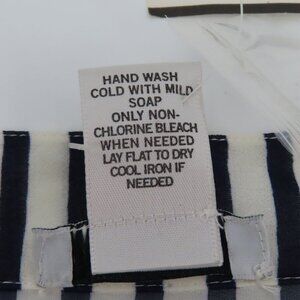 HAND WASH
COLD WITH MILD
SOAP
ONLY NON-
CHLORINE BLEACH
WHEN NEEDED
LAY FLAT TO DRY
COOL IRON IF
NEEDED